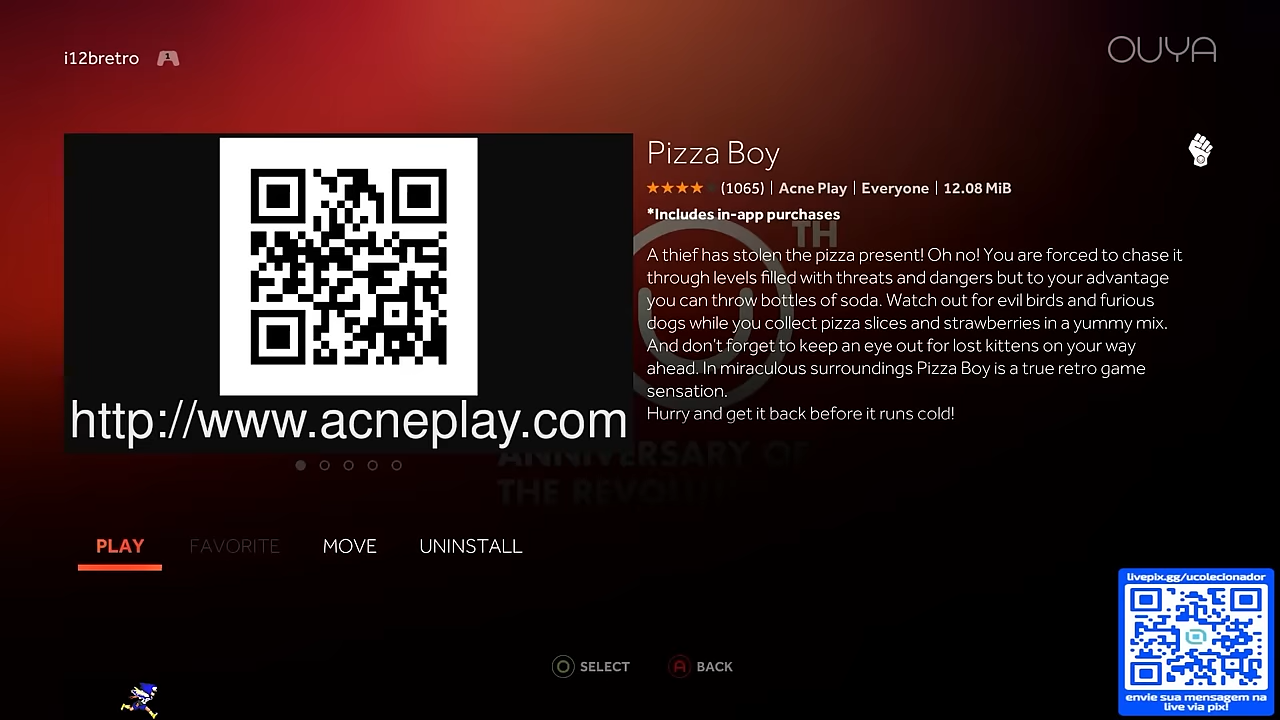 i12bretro
1
OUYA
Pizza Boy
(1065) | Acne Play | Everyone | 12.08 MiB
*Includes in-app purchases
TH
A thief has stolen the pizza present! Oh no! You are forced to chase it
through levels filled with threats and dangers but to your advantage
you can throw bottles of soda. Watch out for evil birds and furious
dogs while you collect pizza slices and strawberries in a yummy mix.
And don't forget to keep an eye out for lost kittens on your way
ahead. In miraculous surroundings Pizza Boy is a true retro game
sensation.
Hurry and get it back before it runs cold!
http://www.acneplay.com
ANNIVERSARY OF
THE REVOLUTI
PLAY
FAVORITE
MOVE
UNINSTALL
livepix.gg/ucolecionador
O SELECT
A BACK
envie sua mensagem na
live via pix!